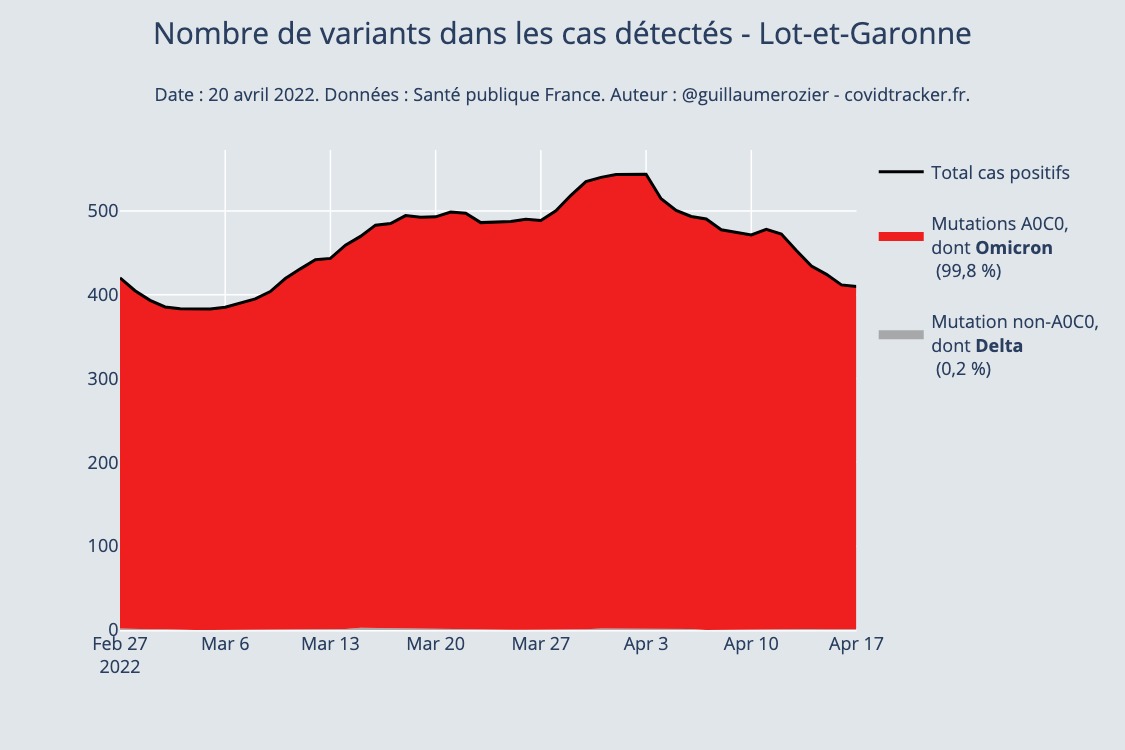 Nombre de variants dans les cas détectés - Lot-et-Garonne
Date : 20 avril 2022. Données : Santé publique France. Auteur : @guillaumerozier - covidtracker.fr.
Total cas positifs
Mutations A0C0,
dont Omicron
(99,8 %)
Mutation non-A0C0,
dont Delta
(0,2 %)
500
400
300
200
100
0
Feb 27
2022
Mar 6
Mar 13
Mar 20
Mar 27
Apr 3
Apr 10
Apr 17